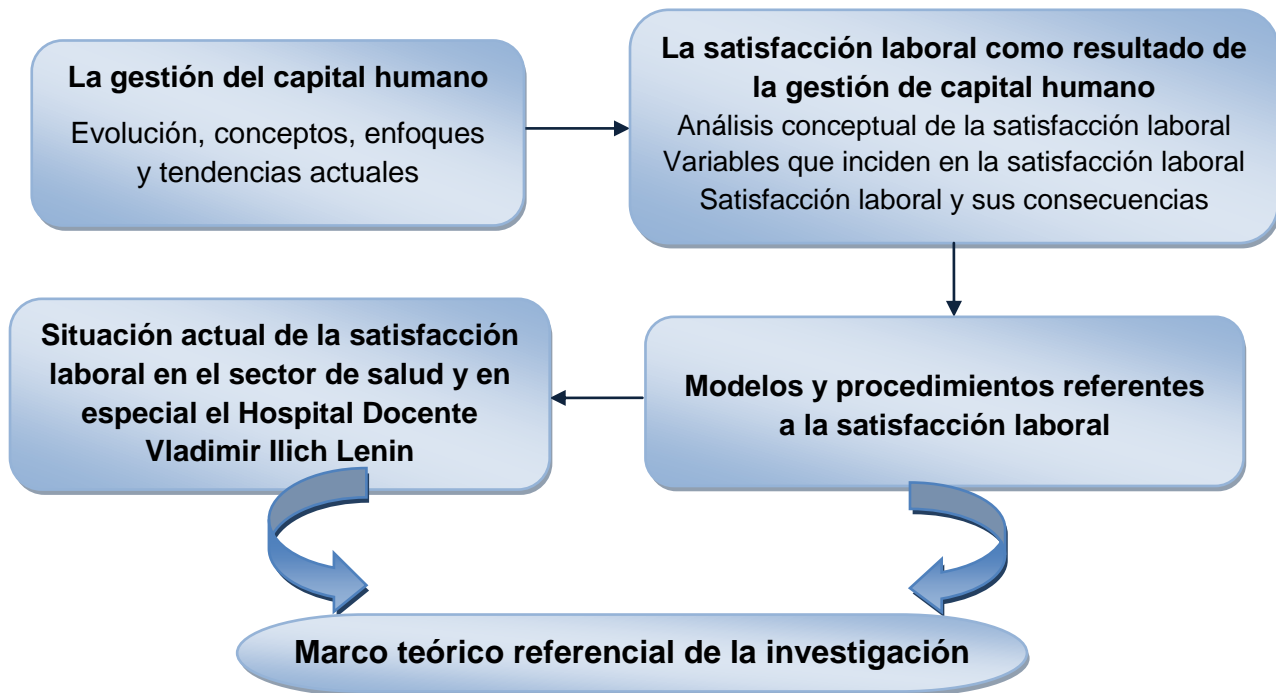 La gestión del capital humano
Evolución, conceptos, enfoques
y tendencias actuales
La satisfacción laboral como resultado de
la gestión de capital humano
Análisis conceptual de la satisfacción laboral
Variables que inciden en la satisfacción laboral
Satisfacción laboral y sus consecuencias
Situación actual de la satisfacción
laboral en el sector de salud y en
especial el Hospital Docente
Vladimir Ilich Lenin
Modelos y procedimientos referentes
a la satisfacción laboral
Marco teórico referencial de la investigación